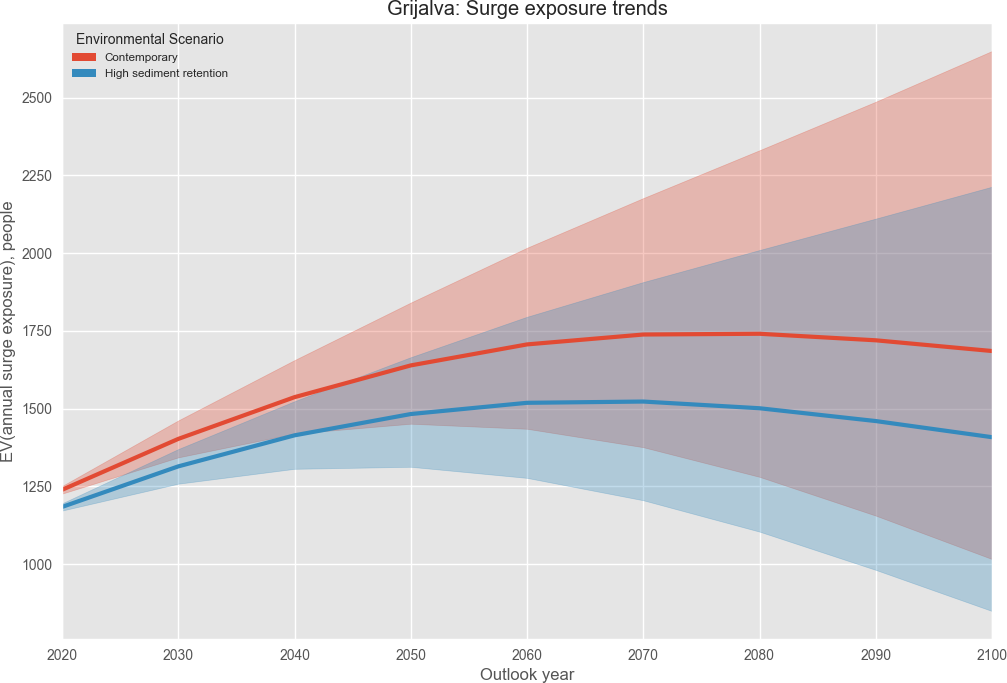 Grijalva: Surge exposure trends
Environmental Scenario
Contemporary
High sediment retention
2500
2250
2000
1750
1500
1250
1000
EV(annual surge exposure), people
2020 2030 2040 2050 2060 2070 2080 2090 2100
Outlook year